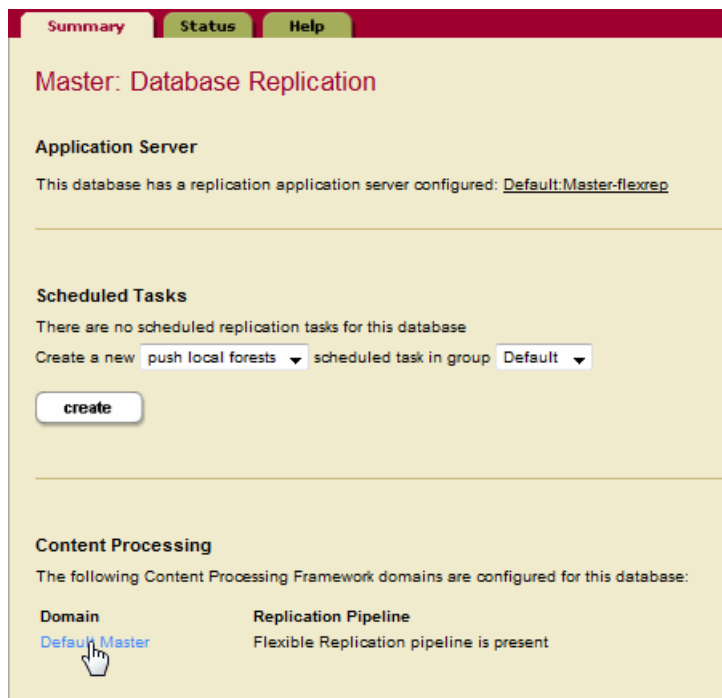 Summary Status Help
Master: Database Replication
Application Server
This database has a replication application server configured: Default:Master-flexrep
Scheduled Tasks
There are no scheduled replication tasks for this database
Create a new push local forests scheduled task in group Default
create
Content Processing
The following Content Processing Framework domains are configured for this database:
Domain Replication Pipeline
Default Master Flexible Replication pipeline is present